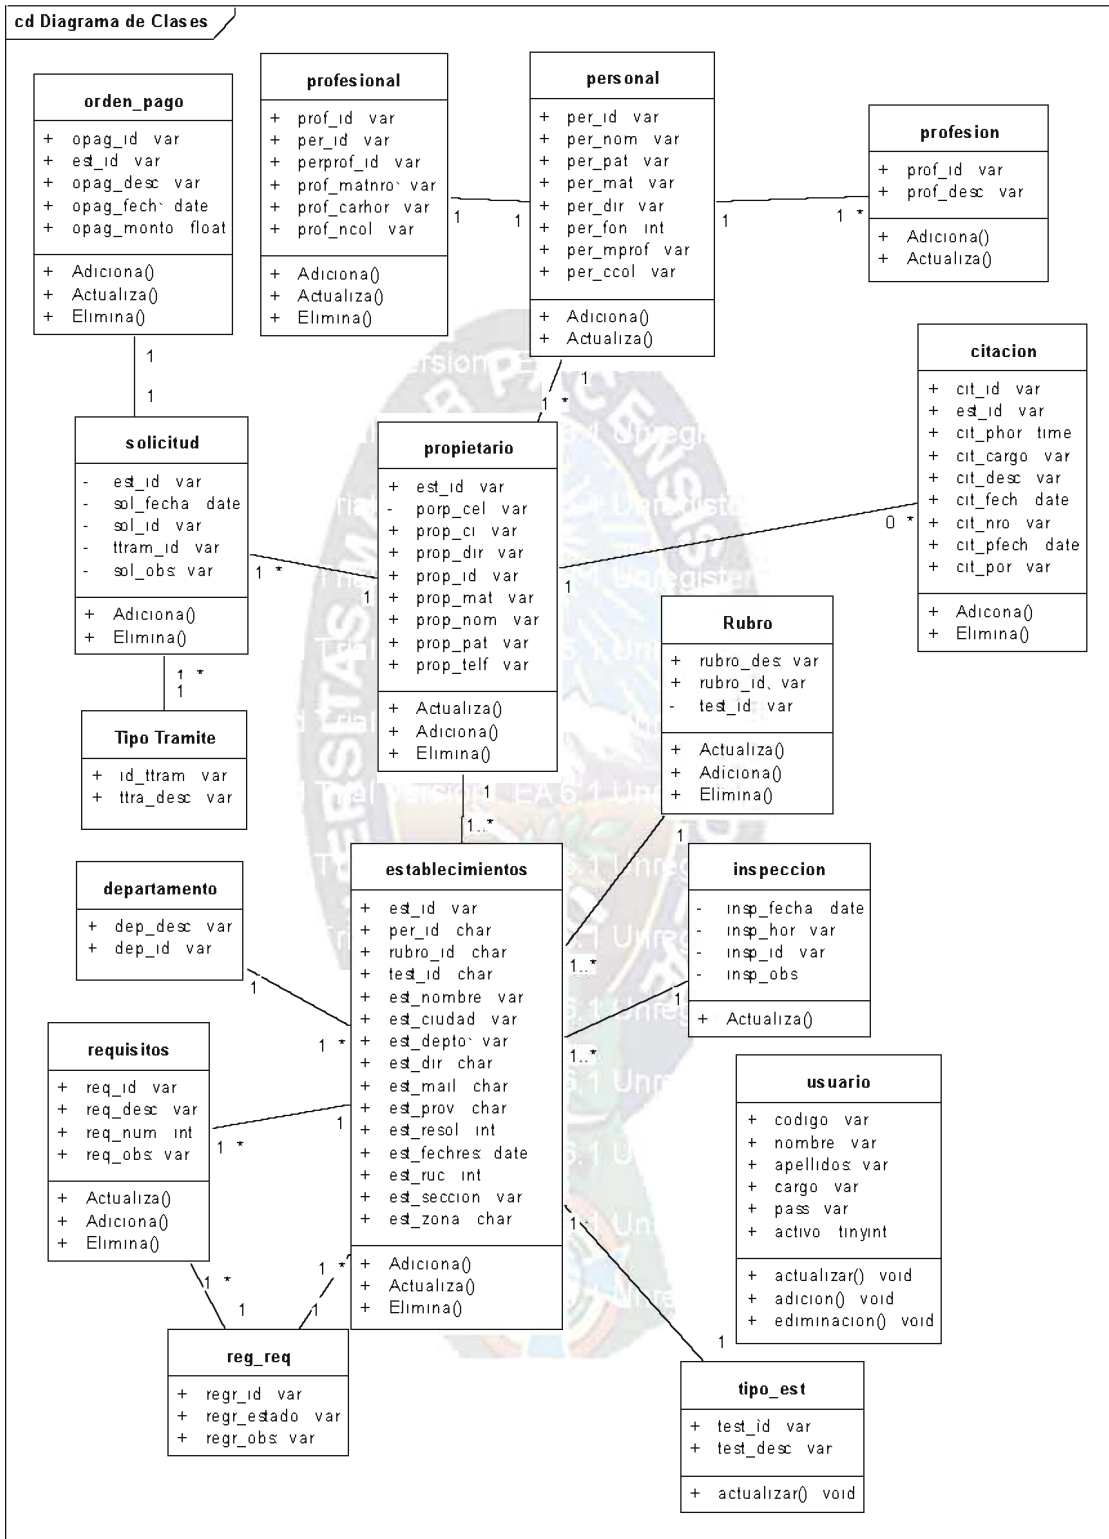 cd Diagrama de Clases
orden_pago
+ opag_id var
+ est_id var
+ opag_desc var
+ opag_fech date
+ opag_monto float
+ Adiciona()
+ Actualiza()
+ Elimina()
profesional
+ prof_id var
+ per_id var
+ perprof_id var
+ prof_matnro var
+ prof_carhor var
+ prof_ncol var
+ Adiciona()
+ Actualiza()
+ Elimina()
personal
+ per_id var
+ per_nom var
+ per_pat var
+ per_mat var
+ per_dir var
+ per_fon int
+ per_mprof var
+ per_ccol var
+ Adiciona()
+ Actualiza()
profesion
+ prof_id var
+ prof_desc var
+ Adiciona()
+ Actualiza()
1
1
1
1 *
1
1
1
1 *
citacion
+ cit_id var
+ est_id var
+ cit_phor time
+ cit_cargo var
+ cit_desc var
+ cit_fech date
+ cit_nro var
+ cit_pfech date
+ cit_por var
+ Adicona()
+ Elimina()
solicitud
- est_id var
- sol_fecha date
- sol_id var
- ttram_id var
- sol_obs var
+ Adiciona()
+ Elimina()
propietario
+ est_id var
- porp_cel var
+ prop_ci var
+ prop_dir var
+ prop_id var
+ prop_mat var
+ prop_nom var
+ prop_pat var
+ prop_telf var
+ Actualiza()
+ Adiciona()
+ Elimina()
1 *
1
1
0 *
1 *
1
Tipo Tramite
+ id_ttram var
+ ttra_desc var
Rubro
+ rubro_des var
+ rubro_id var
- test_id var
+ Actualiza()
+ Adiciona()
+ Elimina()
1
1..*
1
1..*
departamento
+ dep_desc var
+ dep_id var
1
1 *
establecimientos
+ est_id var
+ per_id char
+ rubro_id char
+ test_id char
+ est_nombre var
+ est_ciudad var
+ est_depto var
+ est_dir char
+ est_mail char
+ est_prov char
+ est_resol int
+ est_fechres date
+ est_ruc int
+ est_seccion var
+ est_zona char
+ Adiciona()
+ Actualiza()
+ Elimina()
inspeccion
- insp_fecha date
- insp_hor var
- insp_id var
- insp_obs
+ Actualiza()
1
1..*
requisitos
+ req_id var
+ req_desc var
+ req_num int
+ req_obs var
+ Actualiza()
+ Adiciona()
+ Elimina()
1 *
1
1 *
1
1 *
1
usuario
+ codigo var
+ nombre var
+ apellidos var
+ cargo var
+ pass var
+ activo tinyint
+ actualizar() void
+ adicion() void
+ ediminacion() void
reg_req
+ regr_id var
+ regr_estado var
+ regr_obs var
1
tipo_est
+ test_id var
+ test_desc var
+ actualizar() void